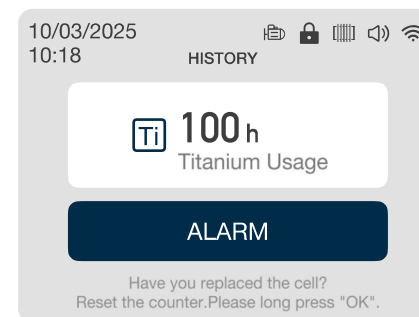 10/03/2025
10:18
HISTORY
Ti 100 h
Titanium Usage
ALARM
Have you replaced the cell?
Reset the counter.Please long press "OK".